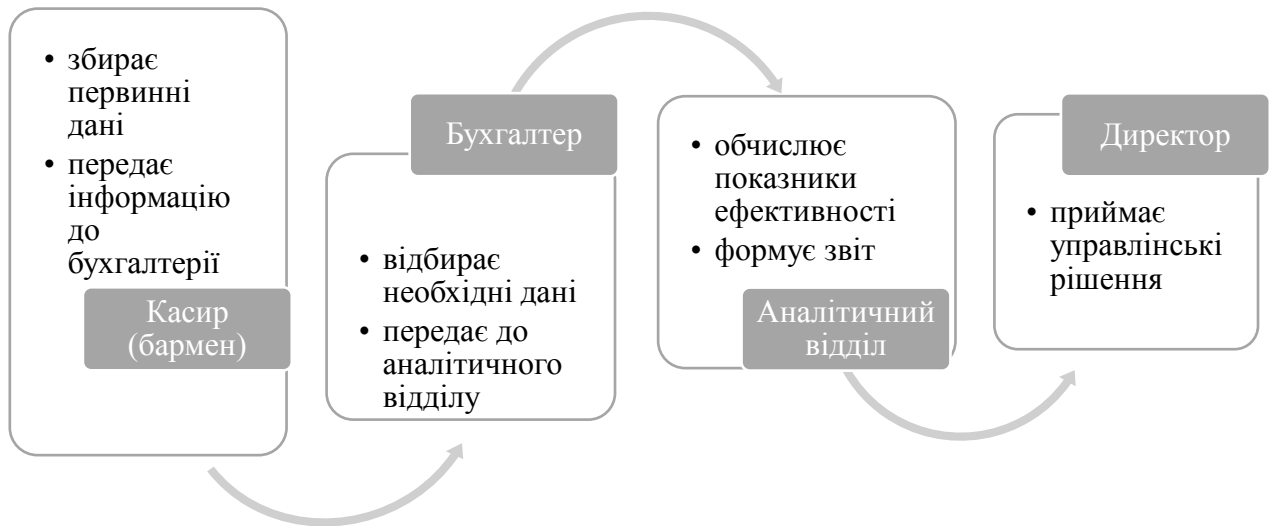 • збирає
первинні
дані
• передає
інформацію
до
бухгалтерії
Касир
(бармен)
Бухгалтер
• відбирає
необхідні дані
• передає до
аналітичного
відділу
• обчислює
показники
ефективності
• формує звіт
Аналітичний
відділ
Директор
• приймає
управлінські
рішення